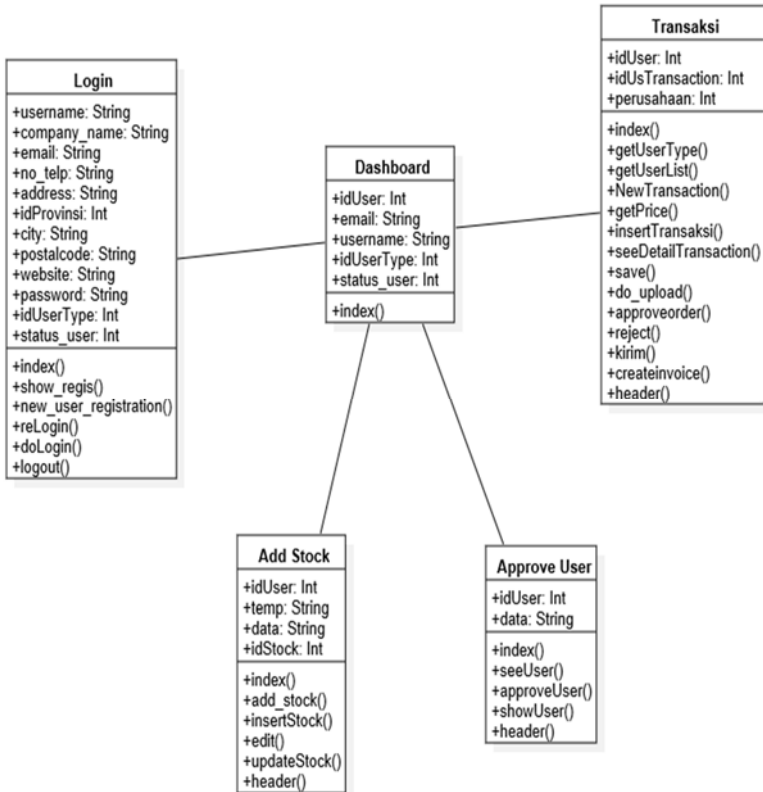 Login
+username: String
+company_name: String
+email: String
+no_telp: String
+address: String
+idProvinsi: Int
+city: String
+postalcode: String
+website: String
+password: String
+idUserType: Int
+status_user: Int
+index()
+show_regis()
+new_user_registration()
+reLogin()
+doLogin()
+logout()
Dashboard
+idUser: Int
+email: String
+username: String
+idUserType: Int
+status_user: Int
+index()
Transaksi
+idUser: Int
+idUsTransaction: Int
+perusahaan: Int
+index()
+getUserType()
+getUserList()
+NewTransaction()
+getPrice()
+insertTransaksi()
+seeDetailTransaction()
+save()
+do_upload()
+approveorder()
+reject()
+kirim()
+createinvoice()
+header()
Add Stock
+idUser: Int
+temp: String
+data: String
+idStock: Int
+index()
+add_stock()
+insertStock()
+edit()
+updateStock()
+header()
Approve User
+idUser: Int
+data: String
+index()
+seeUser()
+approveUser()
+showUser()
+header()